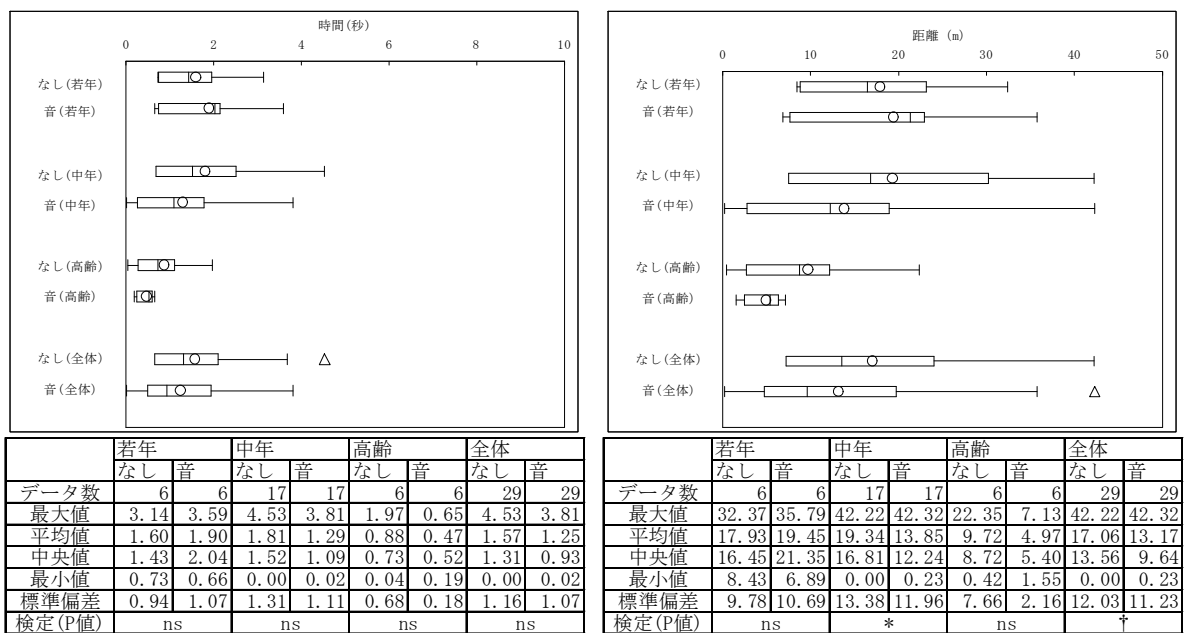 時間(秒)
0 2 4 6 8 10
なし(若年)
音(若年)
なし(中年)
音(中年)
なし(高齢)
音(高齢)
なし(全体)
音(全体)
若年 中年 高齢 全体
なし 音 なし 音 なし 音 なし 音
データ数 6 6 17 17 6 6 29 29
最大値 3.14 3.59 4.53 3.81 1.97 0.65 4.53 3.81
平均値 1.60 1.90 1.81 1.29 0.88 0.47 1.57 1.25
中央値 1.43 2.04 1.52 1.09 0.73 0.52 1.31 0.93
最小値 0.73 0.66 0.00 0.02 0.04 0.19 0.00 0.02
標準偏差 0.94 1.07 1.31 1.11 0.68 0.18 1.16 1.07
検定(P値) ns ns ns ns
距離 (m)
0 10 20 30 40 50
なし(若年)
音(若年)
なし(中年)
音(中年)
なし(高齢)
音(高齢)
なし(全体)
音(全体)
若年 中年 高齢 全体
なし 音 なし 音 なし 音 なし 音
データ数 6 6 17 17 6 6 29 29
最大値 32.37 35.79 42.22 42.32 22.35 7.13 42.22 42.32
平均値 17.93 19.45 19.34 13.85 9.72 4.97 17.06 13.17
中央値 16.45 21.35 16.81 12.24 8.72 5.40 13.56 9.64
最小値 8.43 6.89 0.00 0.23 0.42 1.55 0.00 0.23
標準偏差 9.78 10.69 13.38 11.96 7.66 2.16 12.03 11.23
検定(P値) ns * ns †